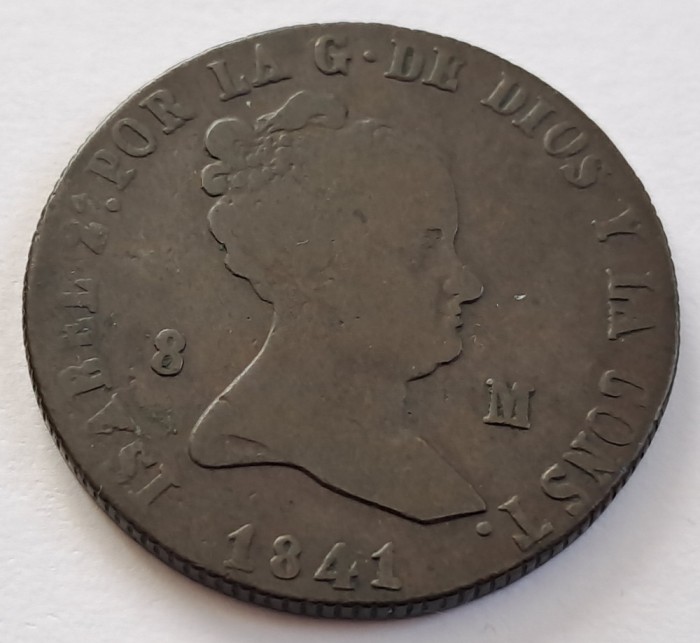 ISABEL 2ª. POR LA G· DE DIOS Y LA CONST.
8 M
1841